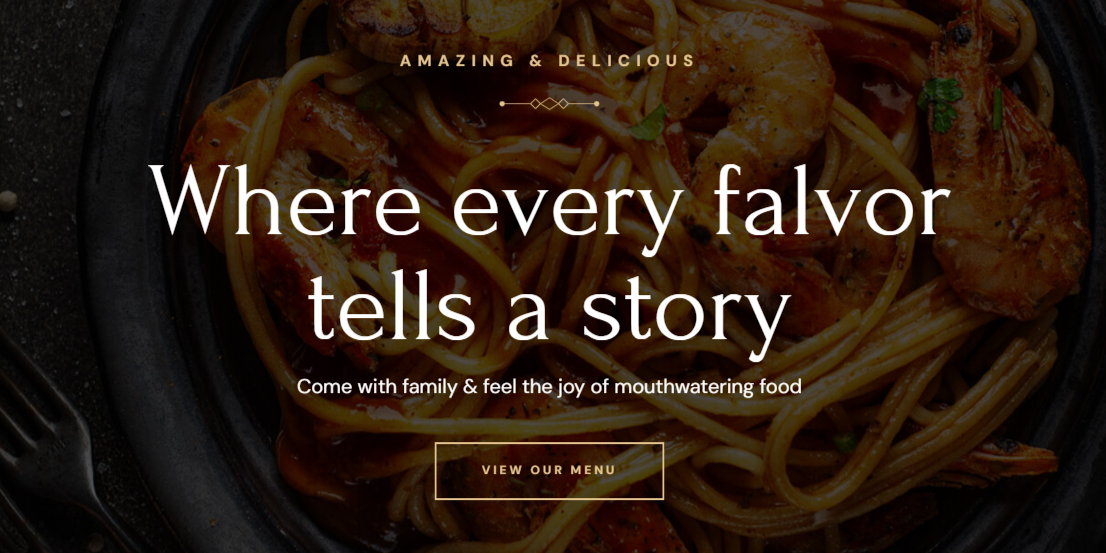 AMAZING & DELICIOUS
Where every falvor
tells a story
Come with family & feel the joy of mouthwatering food
VIEW OUR MENU